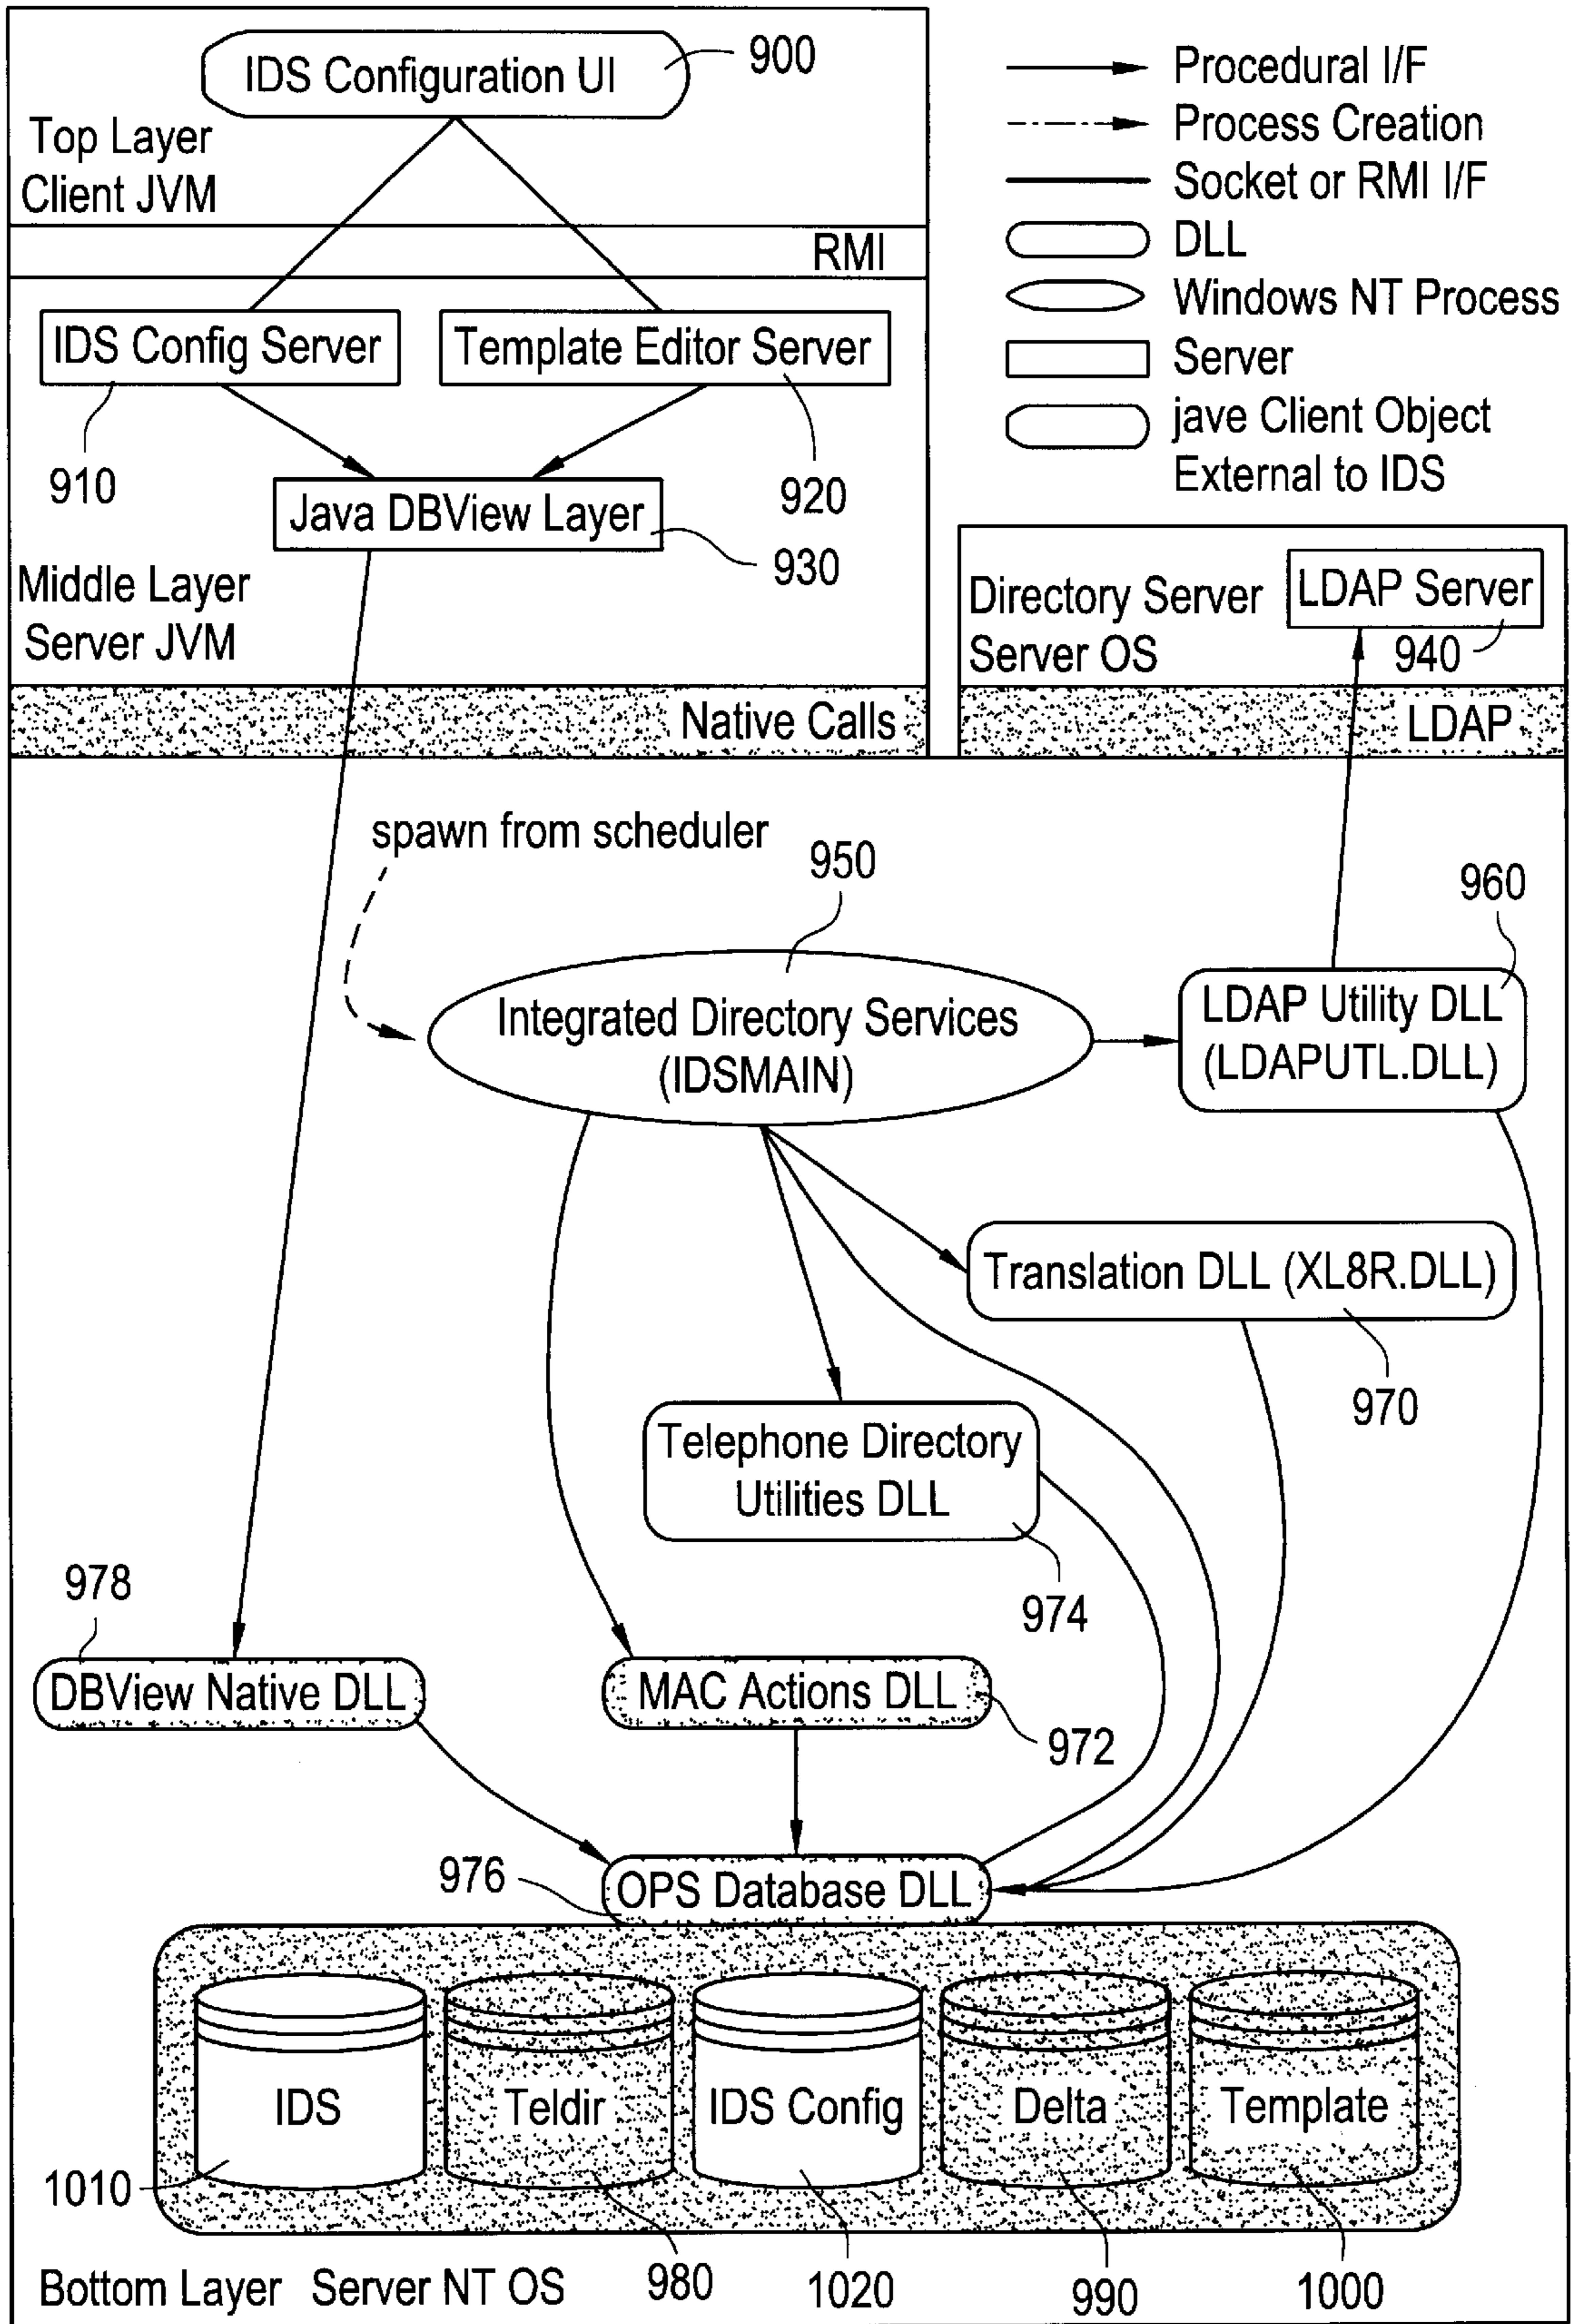 IDS Configuration UI
900
Top Layer
Client JVM
RMI
Procedural I/F
Process Creation
Socket or RMI I/F
DLL
Windows NT Process
Server
jave Client Object
External to IDS
IDS Config Server
Template Editor Server
910
920
Java DBView Layer
930
Middle Layer
Server JVM
Native Calls
Directory Server
Server OS
LDAP Server
940
LDAP
spawn from scheduler
950
960
Integrated Directory Services
(IDSMAIN)
LDAP Utility DLL
(LDAPUTL.DLL)
Translation DLL (XL8R.DLL)
970
Telephone Directory
Utilities DLL
974
978
DBView Native DLL
MAC Actions DLL
972
976
OPS Database DLL
IDS
Teldir
IDS Config
Delta
Template
1010
980
1020
990
1000
Bottom Layer Server NT OS